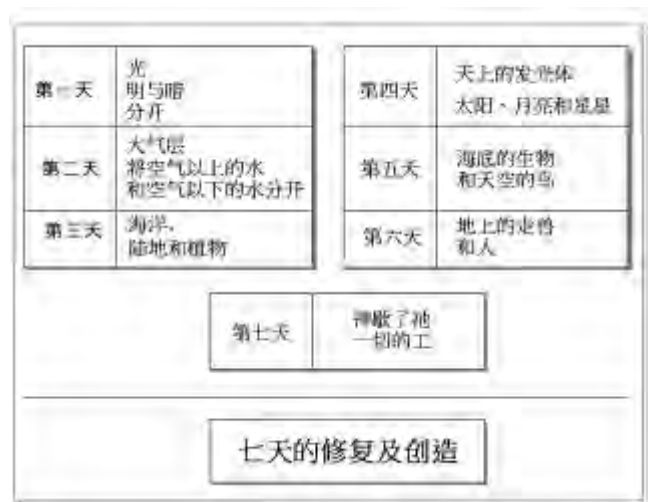 第一天
光
明与暗
分开
第二天
大气层
将空气以上的水
和空气以下的水分开
第三天
海洋，
陆地和植物
第四天
天上的发光体
太阳、月亮和星星
第五天
海底的生物
和天空的鸟
第六天
地上的走兽
和人
第七天
神歇了祂
一切的工
七天的修复及创造